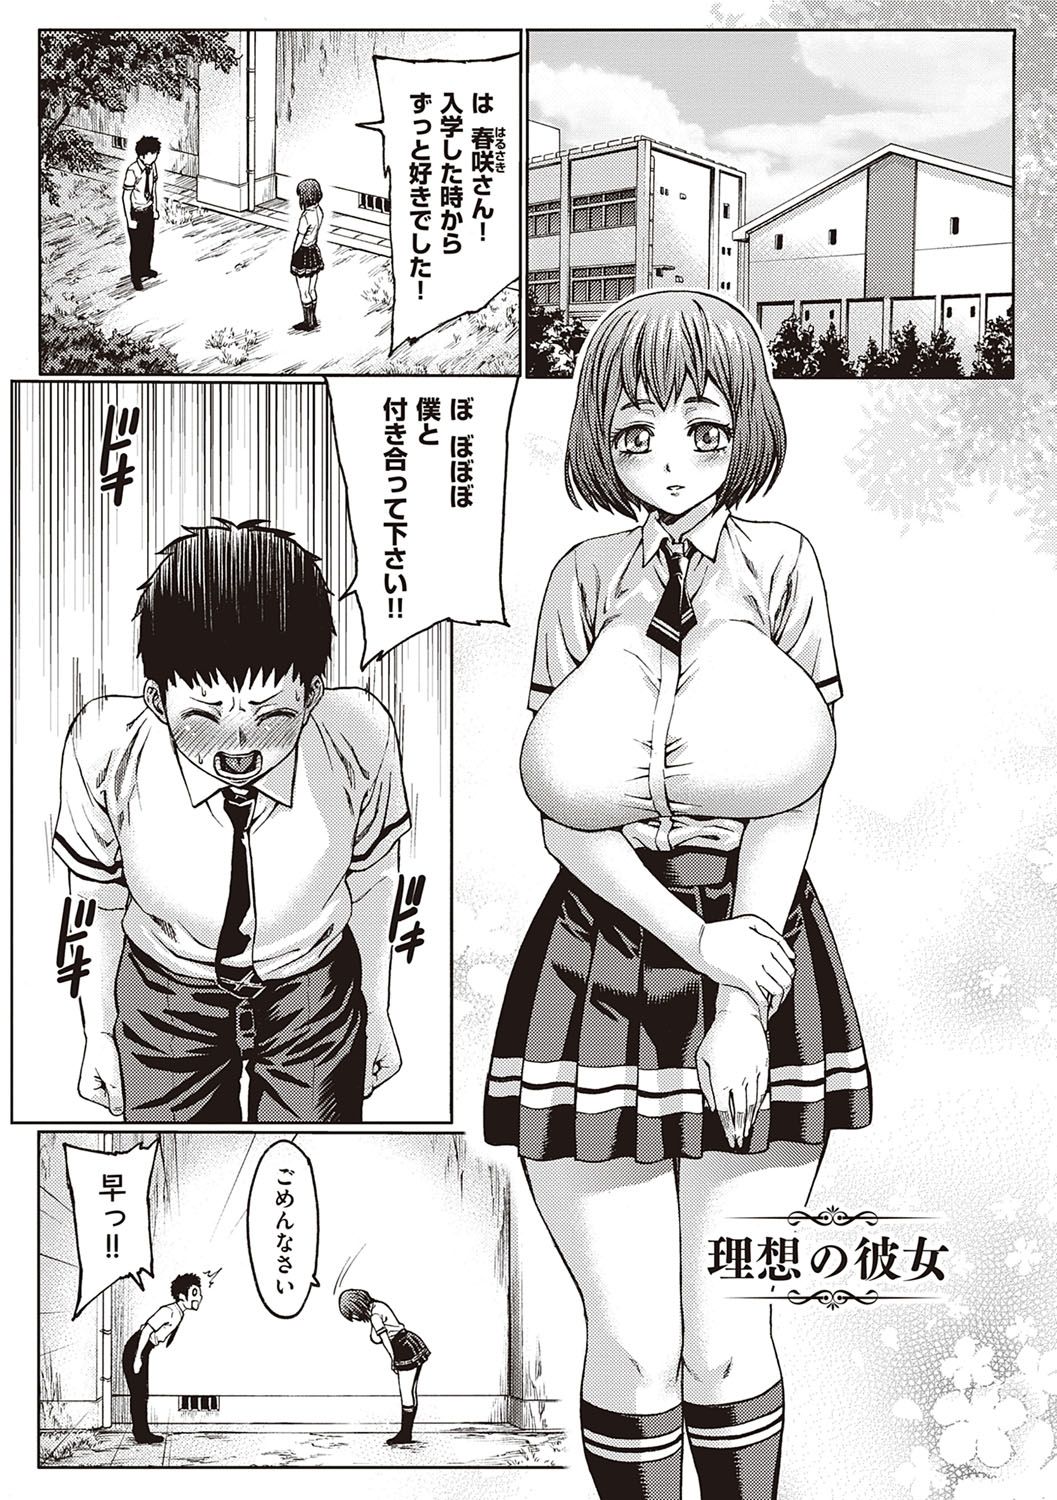 は 春咲さん！
はるさき
入学した時から
ずっと好きでした！
ぼ ぼぼぼ
僕と
付き合って下さい!!
ドキ
ドキ
ドキ
ごめんなさい
早っ!!
理想の彼女